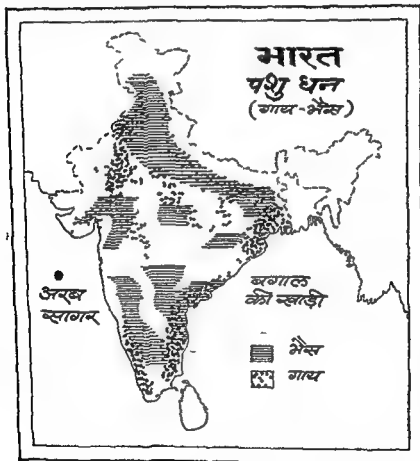 भारत
पशु धन
(गाय-भैंस)
अरब
सागर
बंगाल
की खाड़ी
भैंस
गाय